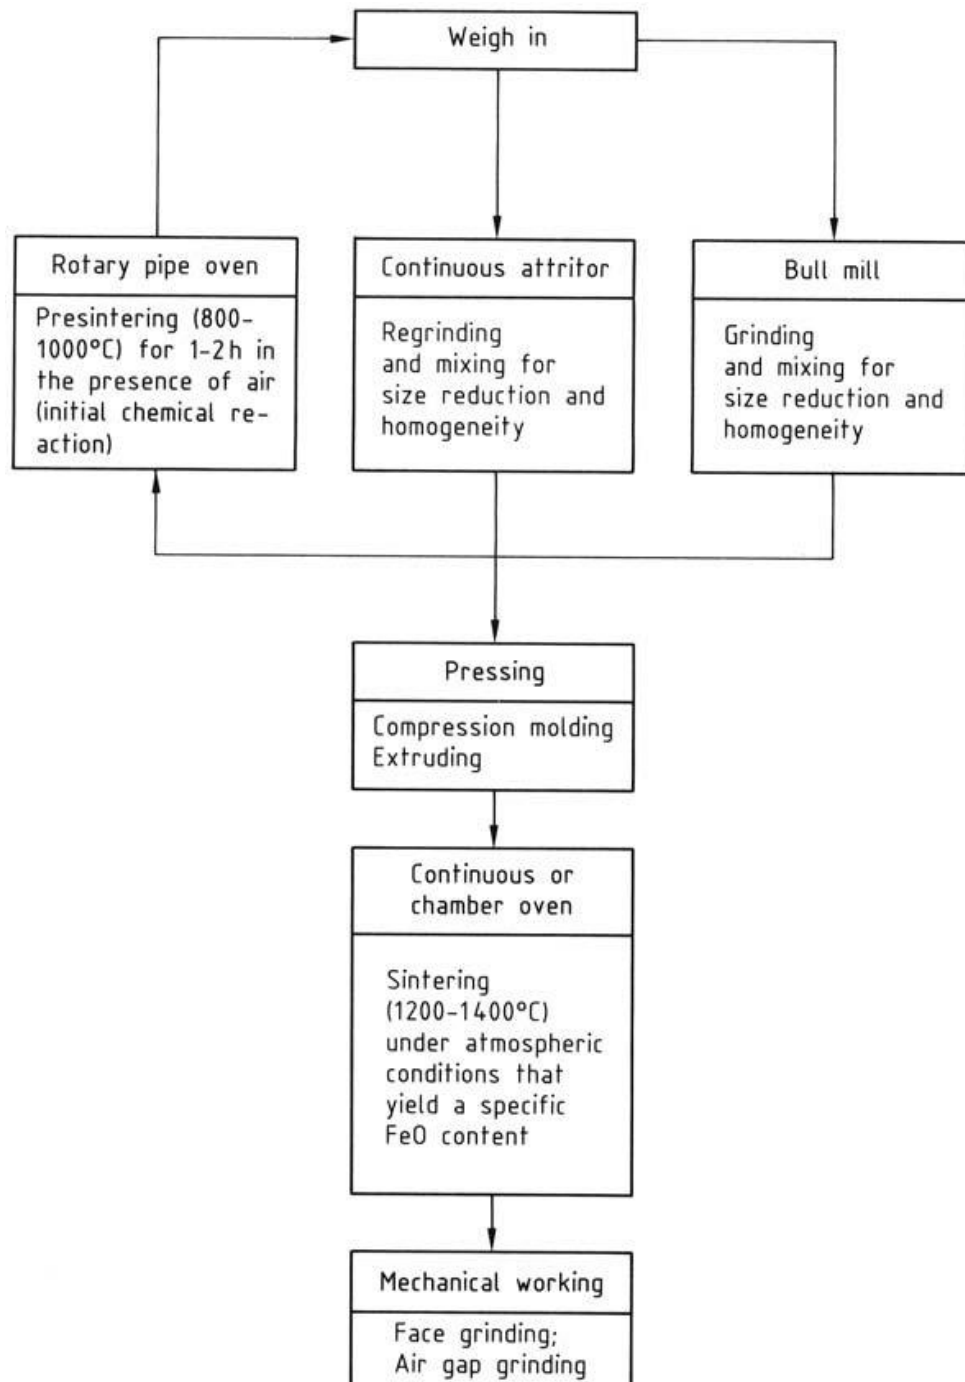 Weigh in
Rotary pipe oven
Presintering (800-
1000°C) for 1-2h in
the presence of air
(initial chemical re-
action)
Continuous attritor
Regrinding
and mixing for
size reduction and
homogeneity
Bull mill
Grinding
and mixing for
size reduction and
homogeneity
Pressing
Compression molding
Extruding
Continuous or
chamber oven
Sintering
(1200-1400°C)
under atmospheric
conditions that
yield a specific
FeO content
Mechanical working
Face grinding;
Air gap grinding